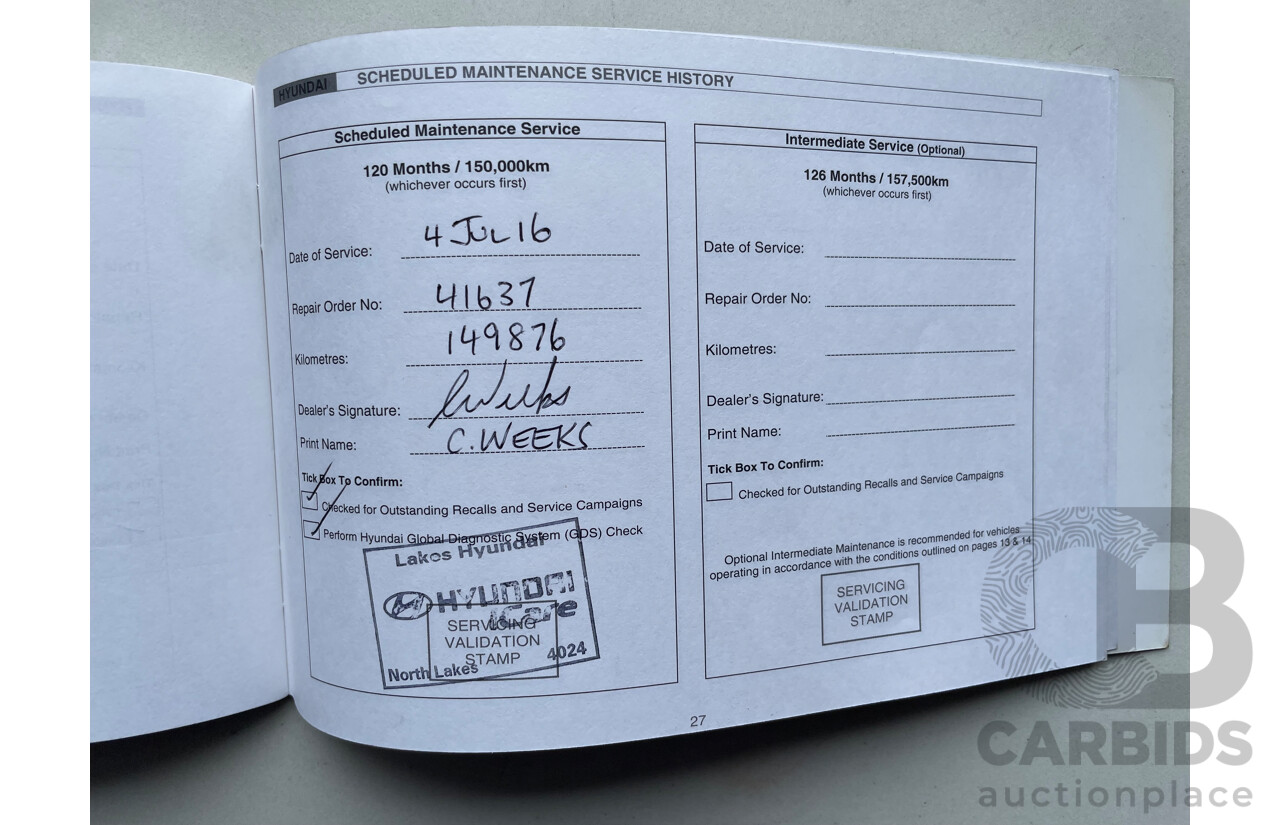 HYUNDAI SCHEDULED MAINTENANCE SERVICE HISTORY
Scheduled Maintenance Service
120 Months / 150,000km
(whichever occurs first)
Date of Service: 4 JUL 16
Repair Order No: 41637
Kilometres: 149876
Dealer's Signature: CWeeks
Print Name: C. WEEKS
Tick Box To Confirm:
Checked for Outstanding Recalls and Service Campaigns
Perform Hyundai Global Diagnostic System (GDS) Check
Lakes Hyundai
HYUNDAI
iCare
SERVICING
VALIDATION
STAMP
North Lakes 4024
Intermediate Service (Optional)
126 Months / 157,500km
(whichever occurs first)
Date of Service:
Repair Order No:
Kilometres:
Dealer's Signature:
Print Name:
Tick Box To Confirm:
Checked for Outstanding Recalls and Service Campaigns
Optional Intermediate Maintenance is recommended for vehicles
operating in accordance with the conditions outlined on pages 13 & 14
SERVICING
VALIDATION
STAMP
27
CB
CARBIDS
auctionplace